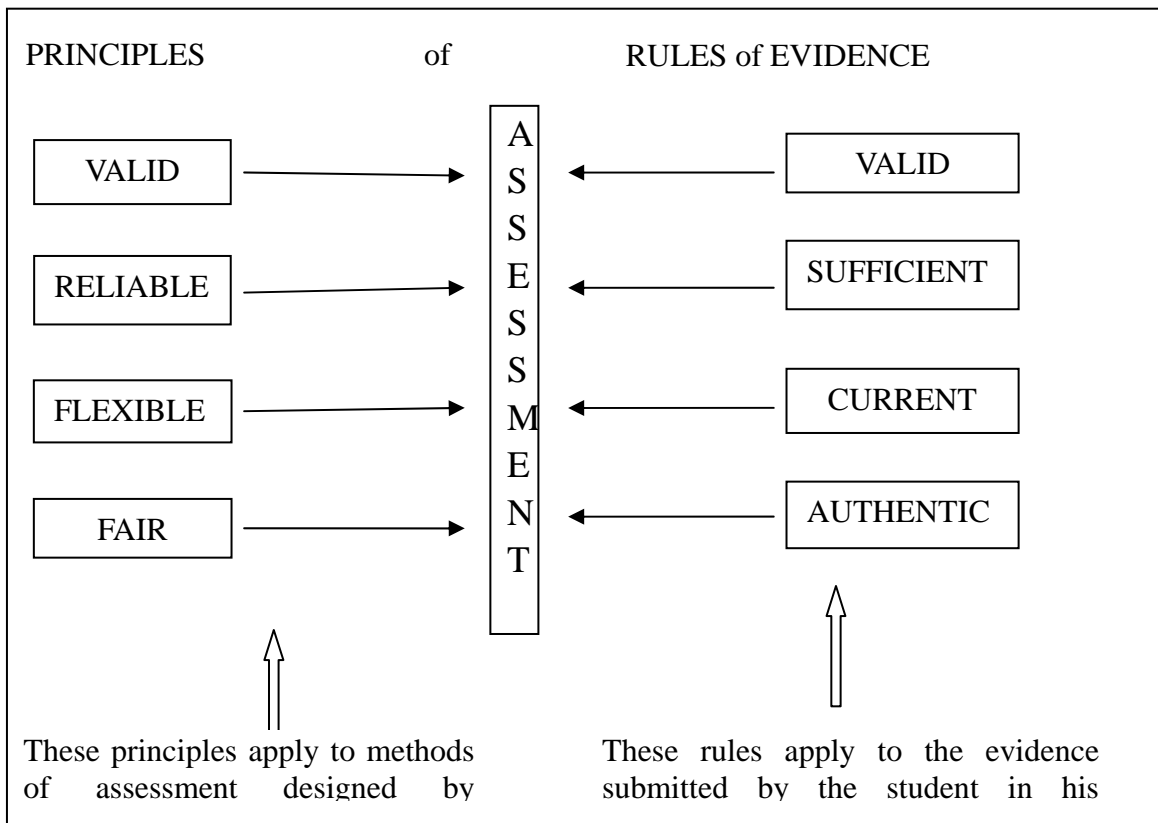 PRINCIPLES of RULES of EVIDENCE
VALID
RELIABLE
FLEXIBLE
FAIR
A
S
S
E
S
S
M
E
N
T
VALID
SUFFICIENT
CURRENT
AUTHENTIC
These principles apply to methods
of assessment designed by
These rules apply to the evidence
submitted by the student in his